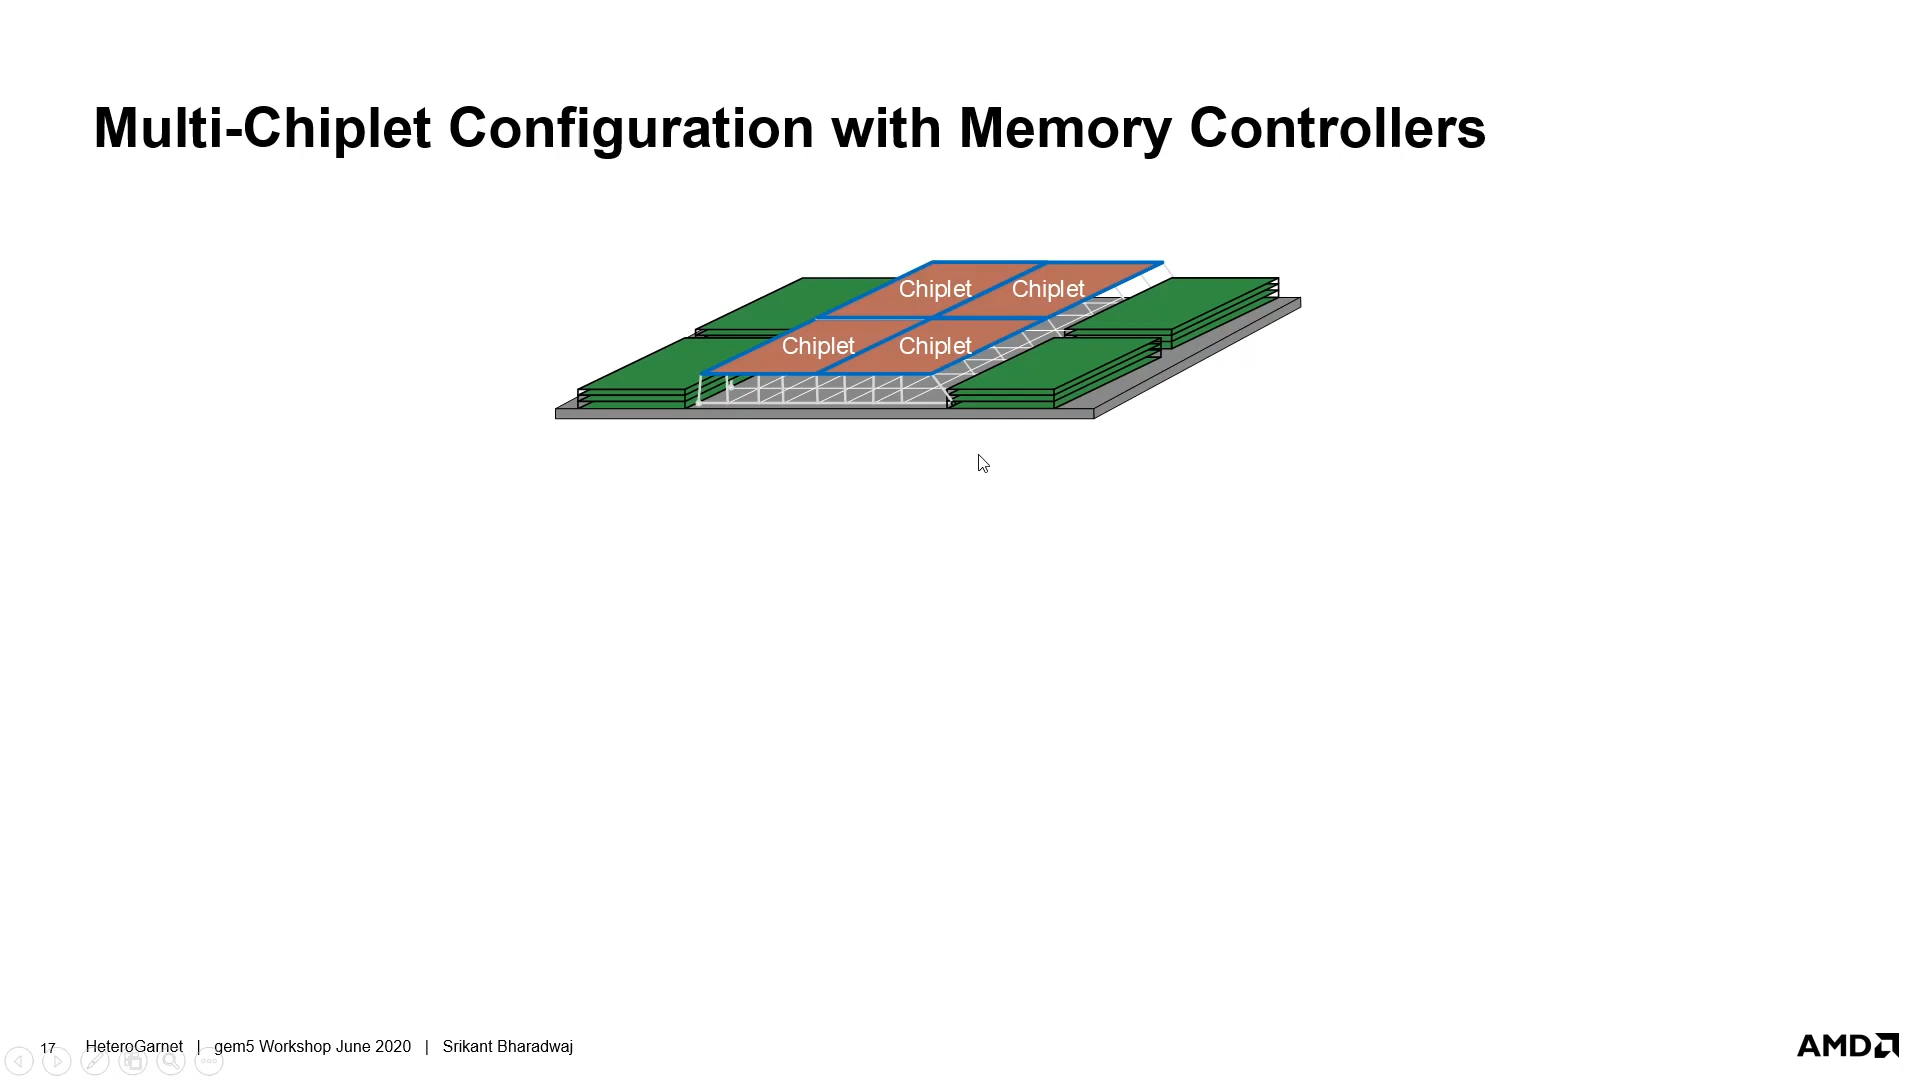 Multi-Chiplet Configuration with Memory Controllers
Chiplet Chiplet
Chiplet Chiplet
17 HeteroGarnet | gem5 Workshop June 2020 | Srikant Bharadwaj
AMD